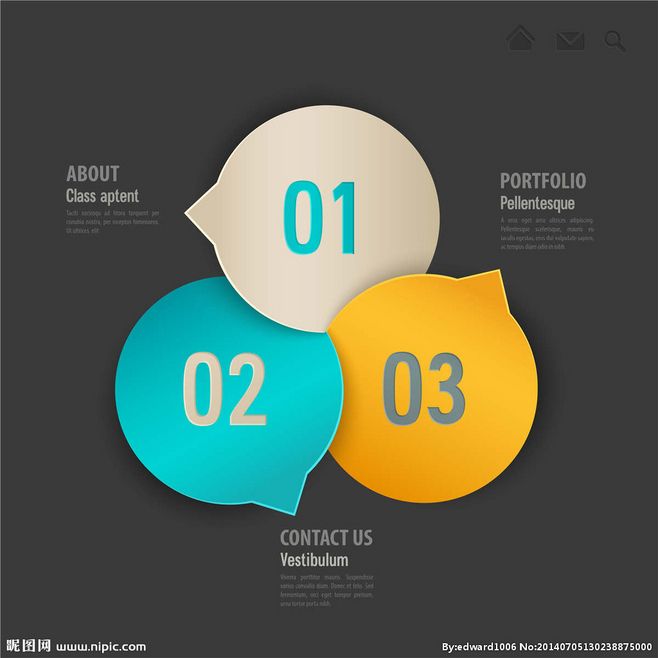 01
ABOUT
Class aptent
Taciti sociosqu ad litora torquent per
conubia nostra, per inceptos himenaeos.
Ut ultrices elit
PORTFOLIO
Pellentesque
A eros eget arcu ultrices adipiscing.
Pellentesque scelerisque, mauris eu
iaculis egestas, eros dui vulputate sapien,
ac tempus diam odio in nibh.
02
03
CONTACT US
Vestibulum
Viverra porttitor mauris. Suspendisse
varius convallis diam. Donec et felis. Sed
fermentum, orci eget tempor pretium,
urna tortor porta nibh.
昵图网 www.nipic.com
By:edward1006 No:20140705130238875000